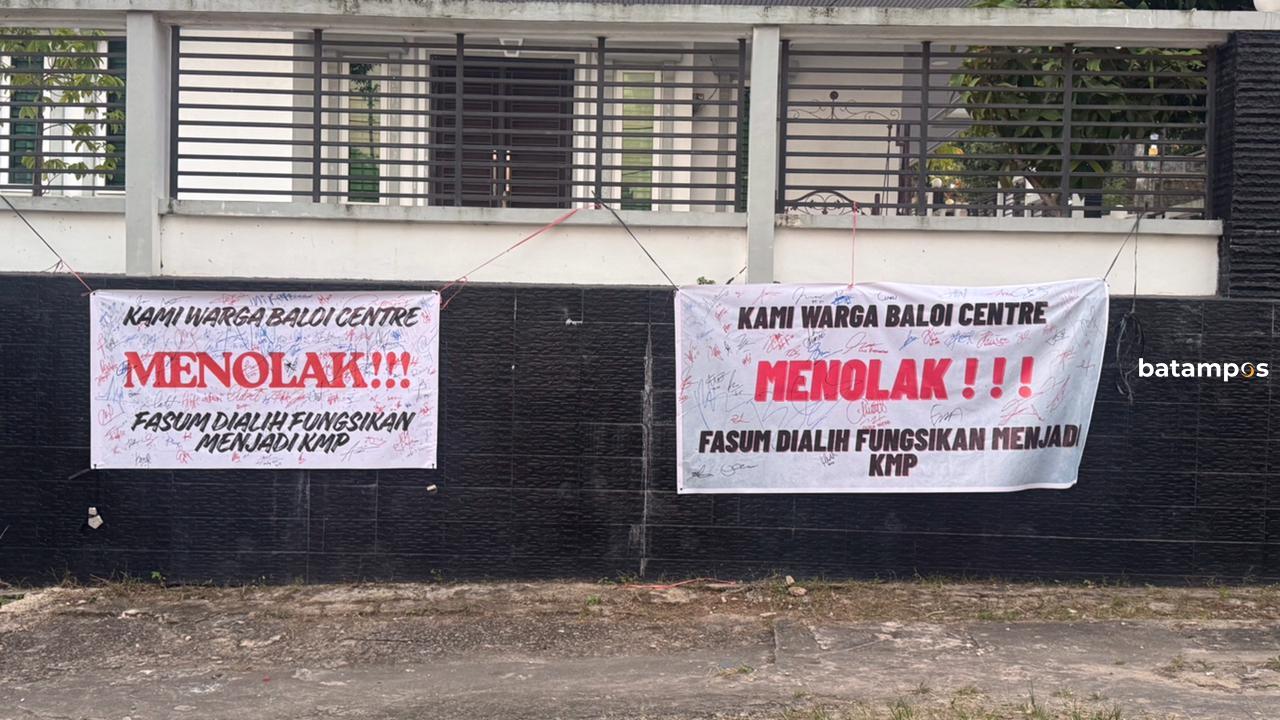 KAMI WARGA BALOI CENTRE
MENOLAK!!!
FASUM DIALIH FUNGSIKAN
MENJADI KMP
KAMI WARGA BALOI CENTRE
MENOLAK ! ! !
FASUM DIALIH FUNGSIKAN MENJADI
KMP
batampos